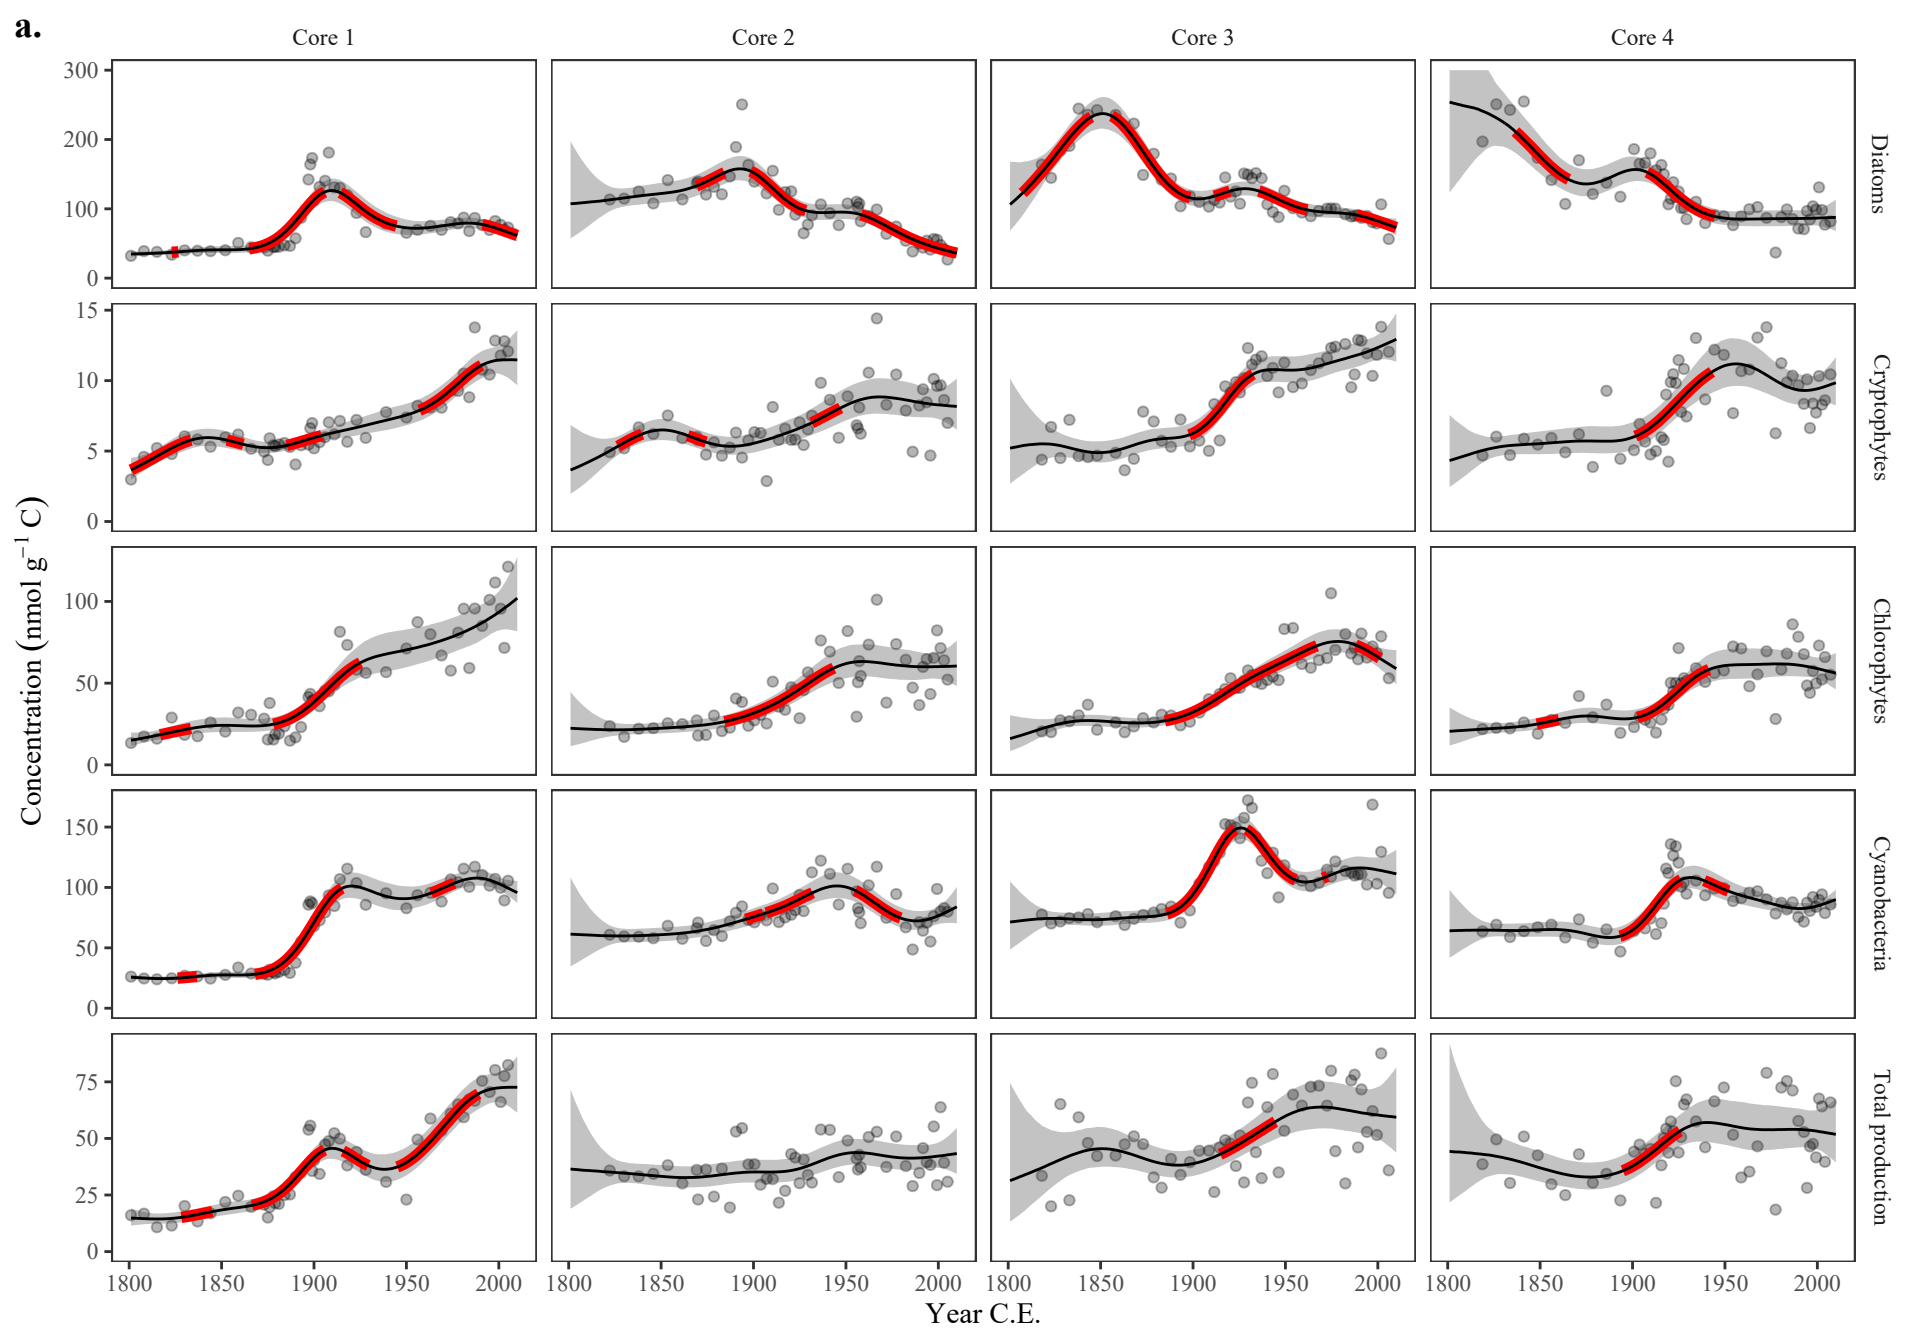 a.
Core 1 Core 2 Core 3 Core 4
300
200
100
0
Diatoms
15
10
5
0
Cryptophytes
100
50
0
Chlorophytes
150
100
50
0
Cyanobacteria
75
50
25
0
Total production
Concentration (nmol g⁻¹ C)
1800 1850 1900 1950 2000 1800 1850 1900 1950 2000 1800 1850 1900 1950 2000 1800 1850 1900 1950 2000
Year C.E.